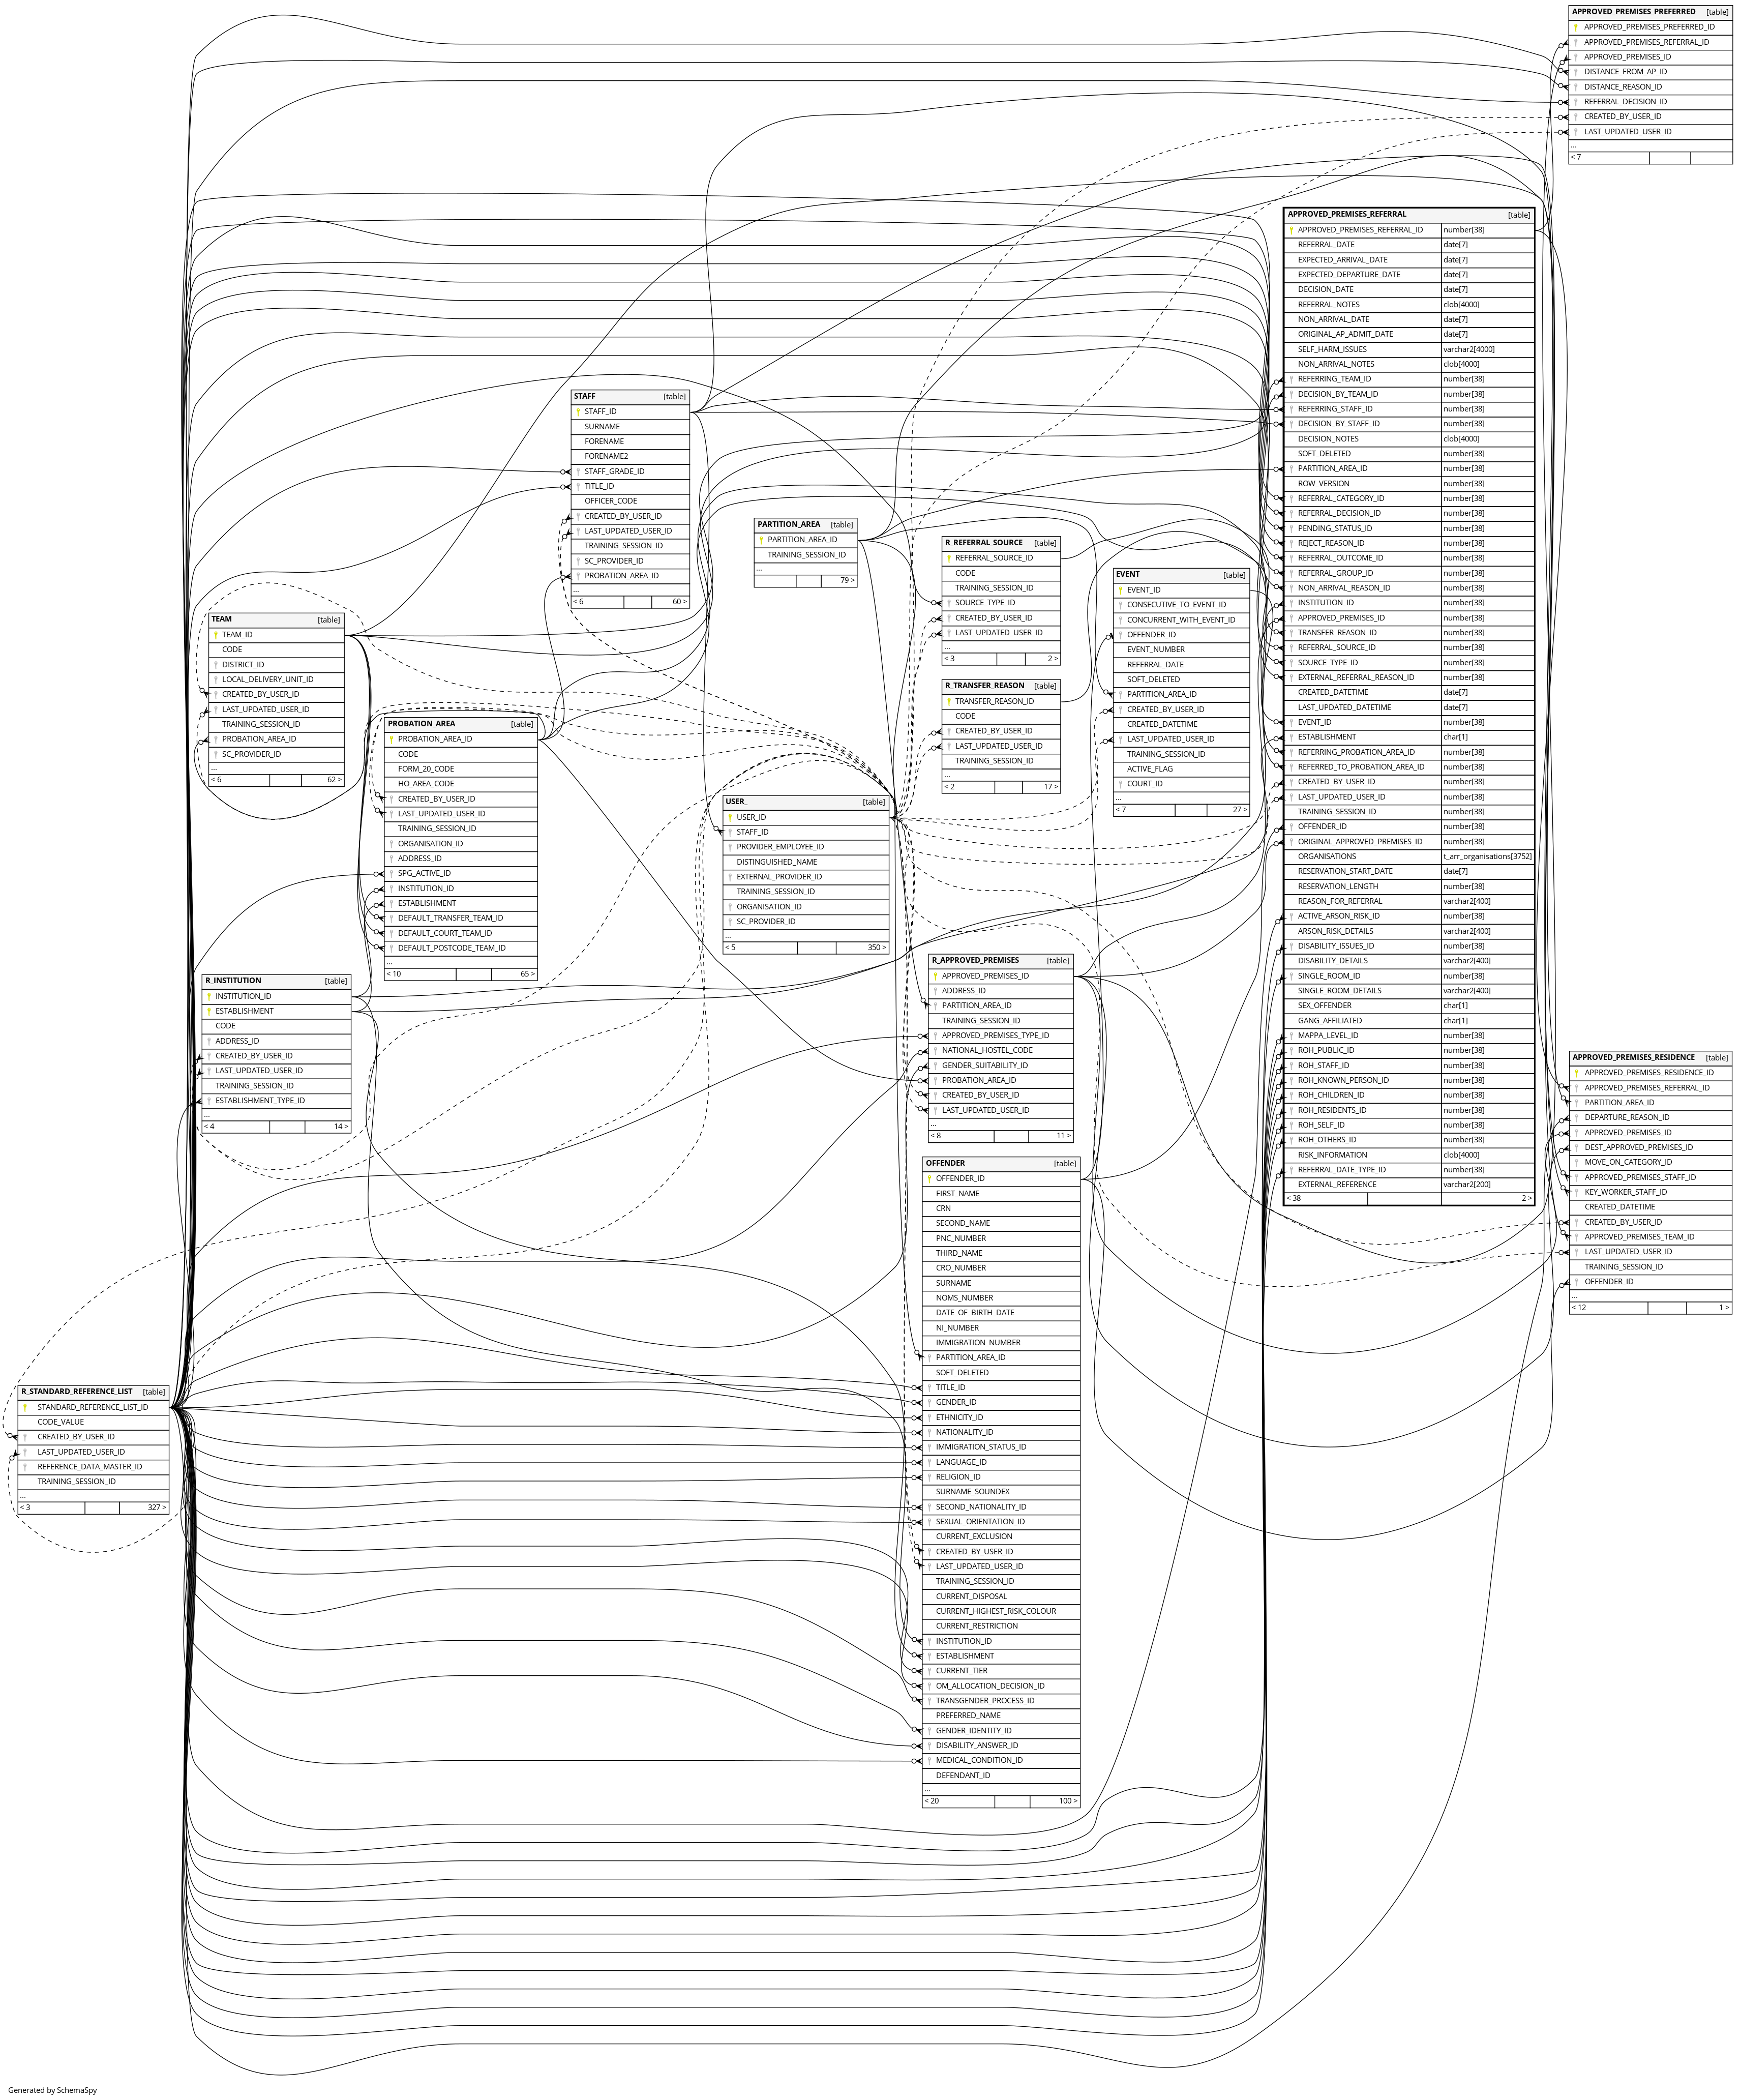 APPROVED_PREMISES_PREFERRED [table]
APPROVED_PREMISES_PREFERRED_ID
APPROVED_PREMISES_REFERRAL_ID
APPROVED_PREMISES_ID
DISTANCE_FROM_AP_ID
DISTANCE_REASON_ID
REFERRAL_DECISION_ID
CREATED_BY_USER_ID
LAST_UPDATED_USER_ID
...
< 7
APPROVED_PREMISES_REFERRAL [table]
APPROVED_PREMISES_REFERRAL_ID number[38]
REFERRAL_DATE date[7]
EXPECTED_ARRIVAL_DATE date[7]
EXPECTED_DEPARTURE_DATE date[7]
DECISION_DATE date[7]
REFERRAL_NOTES clob[4000]
NON_ARRIVAL_DATE date[7]
ORIGINAL_AP_ADMIT_DATE date[7]
SELF_HARM_ISSUES varchar2[4000]
NON_ARRIVAL_NOTES clob[4000]
REFERRING_TEAM_ID number[38]
DECISION_BY_TEAM_ID number[38]
REFERRING_STAFF_ID number[38]
DECISION_BY_STAFF_ID number[38]
DECISION_NOTES clob[4000]
SOFT_DELETED number[38]
PARTITION_AREA_ID number[38]
ROW_VERSION number[38]
REFERRAL_CATEGORY_ID number[38]
REFERRAL_DECISION_ID number[38]
PENDING_STATUS_ID number[38]
REJECT_REASON_ID number[38]
REFERRAL_OUTCOME_ID number[38]
REFERRAL_GROUP_ID number[38]
NON_ARRIVAL_REASON_ID number[38]
INSTITUTION_ID number[38]
APPROVED_PREMISES_ID number[38]
TRANSFER_REASON_ID number[38]
REFERRAL_SOURCE_ID number[38]
SOURCE_TYPE_ID number[38]
EXTERNAL_REFERRAL_REASON_ID number[38]
CREATED_DATETIME date[7]
LAST_UPDATED_DATETIME date[7]
EVENT_ID number[38]
ESTABLISHMENT char[1]
REFERRING_PROBATION_AREA_ID number[38]
REFERRED_TO_PROBATION_AREA_ID number[38]
CREATED_BY_USER_ID number[38]
LAST_UPDATED_USER_ID number[38]
TRAINING_SESSION_ID number[38]
OFFENDER_ID number[38]
ORIGINAL_APPROVED_PREMISES_ID number[38]
ORGANISATIONS t_arr_organisations[3752]
RESERVATION_START_DATE date[7]
RESERVATION_LENGTH number[38]
REASON_FOR_REFERRAL varchar2[400]
ACTIVE_ARSON_RISK_ID number[38]
ARSON_RISK_DETAILS varchar2[400]
DISABILITY_ISSUES_ID number[38]
DISABILITY_DETAILS varchar2[400]
SINGLE_ROOM_ID number[38]
SINGLE_ROOM_DETAILS varchar2[400]
SEX_OFFENDER char[1]
GANG_AFFILIATED char[1]
MAPPA_LEVEL_ID number[38]
ROH_PUBLIC_ID number[38]
ROH_STAFF_ID number[38]
ROH_KNOWN_PERSON_ID number[38]
ROH_CHILDREN_ID number[38]
ROH_RESIDENTS_ID number[38]
ROH_SELF_ID number[38]
ROH_OTHERS_ID number[38]
RISK_INFORMATION clob[4000]
REFERRAL_DATE_TYPE_ID number[38]
EXTERNAL_REFERENCE varchar2[200]
< 38 2 >
STAFF [table]
STAFF_ID
SURNAME
FORENAME
FORENAME2
STAFF_GRADE_ID
TITLE_ID
OFFICER_CODE
CREATED_BY_USER_ID
LAST_UPDATED_USER_ID
TRAINING_SESSION_ID
SC_PROVIDER_ID
PROBATION_AREA_ID
...
< 6 60 >
PARTITION_AREA [table]
PARTITION_AREA_ID
TRAINING_SESSION_ID
...
79 >
R_REFERRAL_SOURCE [table]
REFERRAL_SOURCE_ID
CODE
TRAINING_SESSION_ID
SOURCE_TYPE_ID
CREATED_BY_USER_ID
LAST_UPDATED_USER_ID
...
< 3 2 >
EVENT [table]
EVENT_ID
CONSECUTIVE_TO_EVENT_ID
CONCURRENT_WITH_EVENT_ID
OFFENDER_ID
EVENT_NUMBER
REFERRAL_DATE
SOFT_DELETED
PARTITION_AREA_ID
CREATED_BY_USER_ID
CREATED_DATETIME
LAST_UPDATED_USER_ID
TRAINING_SESSION_ID
ACTIVE_FLAG
COURT_ID
...
< 7 27 >
TEAM [table]
TEAM_ID
CODE
DISTRICT_ID
LOCAL_DELIVERY_UNIT_ID
CREATED_BY_USER_ID
LAST_UPDATED_USER_ID
TRAINING_SESSION_ID
PROBATION_AREA_ID
SC_PROVIDER_ID
...
< 6 62 >
R_TRANSFER_REASON [table]
TRANSFER_REASON_ID
CODE
CREATED_BY_USER_ID
LAST_UPDATED_USER_ID
TRAINING_SESSION_ID
...
< 2 17 >
PROBATION_AREA [table]
PROBATION_AREA_ID
CODE
FORM_20_CODE
HO_AREA_CODE
CREATED_BY_USER_ID
LAST_UPDATED_USER_ID
TRAINING_SESSION_ID
ORGANISATION_ID
ADDRESS_ID
SPG_ACTIVE_ID
INSTITUTION_ID
ESTABLISHMENT
DEFAULT_TRANSFER_TEAM_ID
DEFAULT_COURT_TEAM_ID
DEFAULT_POSTCODE_TEAM_ID
...
< 10 65 >
USER_ [table]
USER_ID
STAFF_ID
PROVIDER_EMPLOYEE_ID
DISTINGUISHED_NAME
EXTERNAL_PROVIDER_ID
TRAINING_SESSION_ID
ORGANISATION_ID
SC_PROVIDER_ID
...
< 5 350 >
R_APPROVED_PREMISES [table]
APPROVED_PREMISES_ID
ADDRESS_ID
PARTITION_AREA_ID
TRAINING_SESSION_ID
APPROVED_PREMISES_TYPE_ID
NATIONAL_HOSTEL_CODE
GENDER_SUITABILITY_ID
PROBATION_AREA_ID
CREATED_BY_USER_ID
LAST_UPDATED_USER_ID
...
< 8 11 >
R_INSTITUTION [table]
INSTITUTION_ID
ESTABLISHMENT
CODE
ADDRESS_ID
CREATED_BY_USER_ID
LAST_UPDATED_USER_ID
TRAINING_SESSION_ID
ESTABLISHMENT_TYPE_ID
...
< 4 14 >
APPROVED_PREMISES_RESIDENCE [table]
APPROVED_PREMISES_RESIDENCE_ID
APPROVED_PREMISES_REFERRAL_ID
PARTITION_AREA_ID
DEPARTURE_REASON_ID
APPROVED_PREMISES_ID
DEST_APPROVED_PREMISES_ID
MOVE_ON_CATEGORY_ID
APPROVED_PREMISES_STAFF_ID
KEY_WORKER_STAFF_ID
CREATED_DATETIME
CREATED_BY_USER_ID
APPROVED_PREMISES_TEAM_ID
LAST_UPDATED_USER_ID
TRAINING_SESSION_ID
OFFENDER_ID
...
< 12 1 >
OFFENDER [table]
OFFENDER_ID
FIRST_NAME
CRN
SECOND_NAME
PNC_NUMBER
THIRD_NAME
CRO_NUMBER
SURNAME
NOMS_NUMBER
DATE_OF_BIRTH_DATE
NI_NUMBER
IMMIGRATION_NUMBER
PARTITION_AREA_ID
SOFT_DELETED
TITLE_ID
GENDER_ID
ETHNICITY_ID
NATIONALITY_ID
IMMIGRATION_STATUS_ID
LANGUAGE_ID
RELIGION_ID
SURNAME_SOUNDEX
SECOND_NATIONALITY_ID
SEXUAL_ORIENTATION_ID
CURRENT_EXCLUSION
CREATED_BY_USER_ID
LAST_UPDATED_USER_ID
TRAINING_SESSION_ID
CURRENT_DISPOSAL
CURRENT_HIGHEST_RISK_COLOUR
CURRENT_RESTRICTION
INSTITUTION_ID
ESTABLISHMENT
CURRENT_TIER
OM_ALLOCATION_DECISION_ID
TRANSGENDER_PROCESS_ID
PREFERRED_NAME
GENDER_IDENTITY_ID
DISABILITY_ANSWER_ID
MEDICAL_CONDITION_ID
DEFENDANT_ID
...
< 20 100 >
R_STANDARD_REFERENCE_LIST [table]
STANDARD_REFERENCE_LIST_ID
CODE_VALUE
CREATED_BY_USER_ID
LAST_UPDATED_USER_ID
REFERENCE_DATA_MASTER_ID
TRAINING_SESSION_ID
...
< 3 327 >
Generated by SchemaSpy